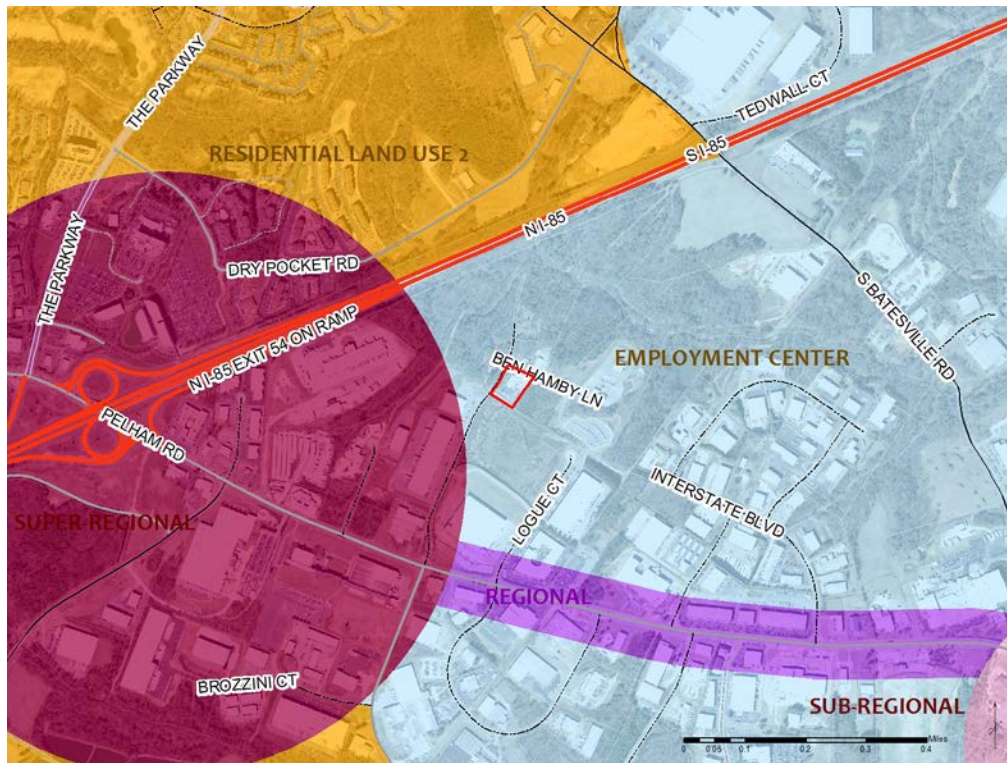 THE PARKWAY
TEDWALL CT
RESIDENTIAL LAND USE 2
S I-85
N I-85
DRY POCKET RD
THE PARKWAY
S BATESVILLE RD
N I-85 EXIT 54 ON RAMP
BEN HAMBY LN
EMPLOYMENT CENTER
PELHAM RD
INTERSTATE BLVD
LOGUE CT
SUPER-REGIONAL
REGIONAL
BROZZINI CT
SUB-REGIONAL
Miles
0 0.05 0.1 0.2 0.3 0.4